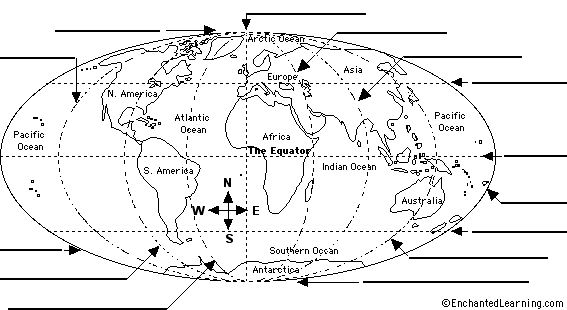 Arctic Ocean
Asia
Europe
N. America
Atlantic
Ocean
Pacific
Ocean
Pacific
Ocean
Africa
The Equator
Indian Ocean
S. America
N
W E
S
Australia
Southern Ocean
Antarctica
©EnchantedLearning.com